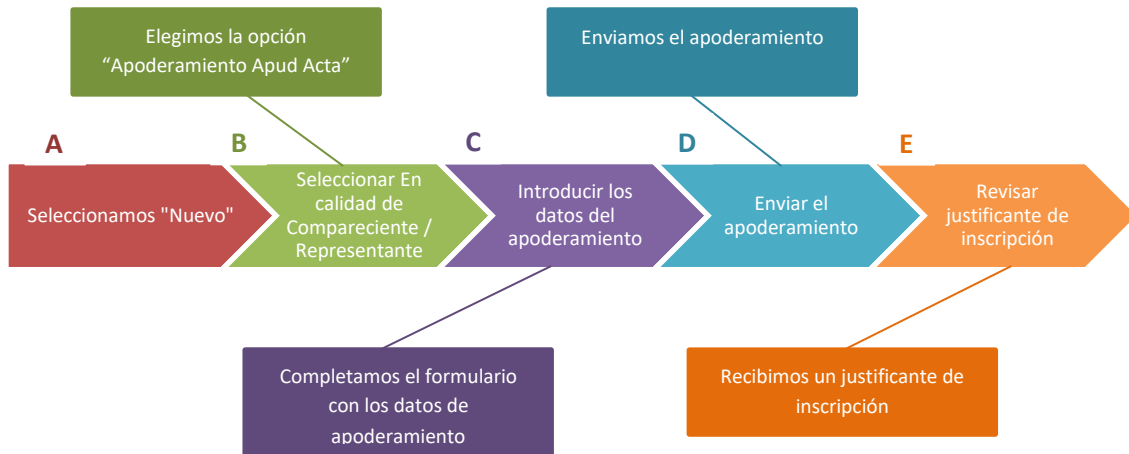 Elegimos la opción
“Apoderamiento Apud Acta”
Enviamos el apoderamiento
A
B
C
D
E
Seleccionamos "Nuevo"
Seleccionar En
calidad de
Compareciente /
Representante
Introducir los
datos del
apoderamiento
Enviar el
apoderamiento
Revisar
justificante de
inscripción
Completamos el formulario
con los datos de
apoderamiento
Recibimos un justificante de
inscripción